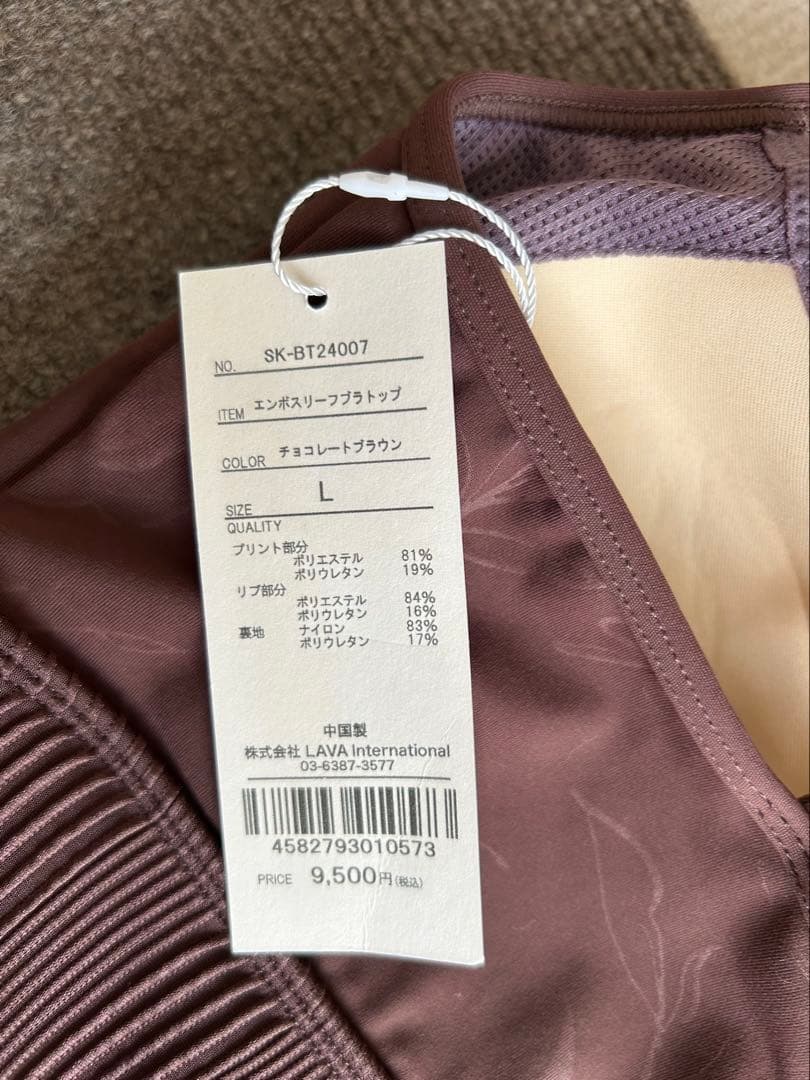 NO. SK-BT24007
ITEM エンボスリーフブラトップ
COLOR チョコレートブラウン
SIZE L
QUALITY
プリント部分
ポリエステル 81%
ポリウレタン 19%
リブ部分
ポリエステル 84%
ポリウレタン 16%
裏地 ナイロン 83%
ポリウレタン 17%
中国製
株式会社 LAVA International
03-6387-3577
4582793010573
PRICE 9,500円(税込)